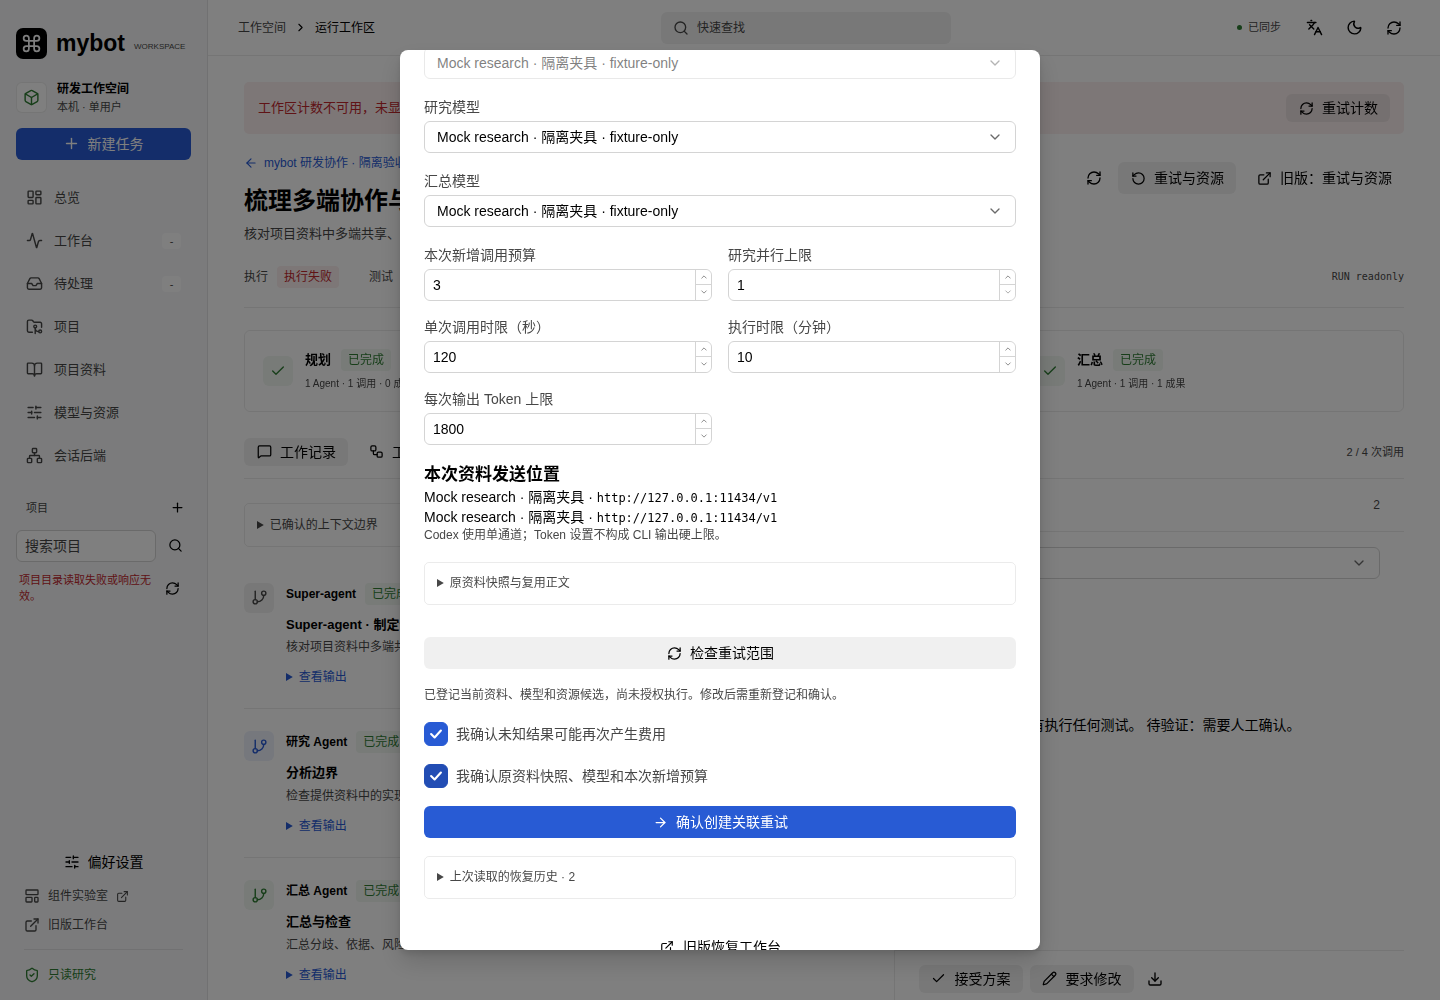 mybot WORKSPACE
研发工作空间
本机 · 单用户
新建任务
总览
工作台 -
待处理 -
项目
项目资料
模型与资源
会话后端
项目
搜索项目
项目目录读取失败或响应无
效。
偏好设置
组件实验室
旧版工作台
只读研究
工作空间 运行工作区
快速查找
已同步
工作区计数不可用，未显
重试计数
mybot 研发协作 · 隔离验收
重试与资源
旧版：重试与资源
梳理多端协作与
核对项目资料中多端共享、
执行 执行失败 测试
RUN readonly
规划 已完成
1 Agent · 1 调用 · 0 成
汇总 已完成
1 Agent · 1 调用 · 1 成果
工作记录
2 / 4 次调用
已确认的上下文边界
2
Super-agent 已完成
Super-agent · 制定
核对项目资料中多端共
查看输出
研究 Agent 已完成
分析边界
检查提供资料中的实现
查看输出
汇总 Agent 已完成
汇总与检查
汇总分歧、依据、风险
查看输出
有执行任何测试。 待验证：需要人工确认。
接受方案
要求修改
Mock research · 隔离夹具 · fixture-only
研究模型
Mock research · 隔离夹具 · fixture-only
汇总模型
Mock research · 隔离夹具 · fixture-only
本次新增调用预算 研究并行上限
3 1
单次调用时限（秒） 执行时限（分钟）
120 10
每次输出 Token 上限
1800
本次资料发送位置
Mock research · 隔离夹具 · http://127.0.0.1:11434/v1
Mock research · 隔离夹具 · http://127.0.0.1:11434/v1
Codex 使用单通道；Token 设置不构成 CLI 输出硬上限。
原资料快照与复用正文
检查重试范围
已登记当前资料、模型和资源候选，尚未授权执行。修改后需重新登记和确认。
我确认未知结果可能再次产生费用
我确认原资料快照、模型和本次新增预算
确认创建关联重试
上次读取的恢复历史 · 2
旧版恢复工作台